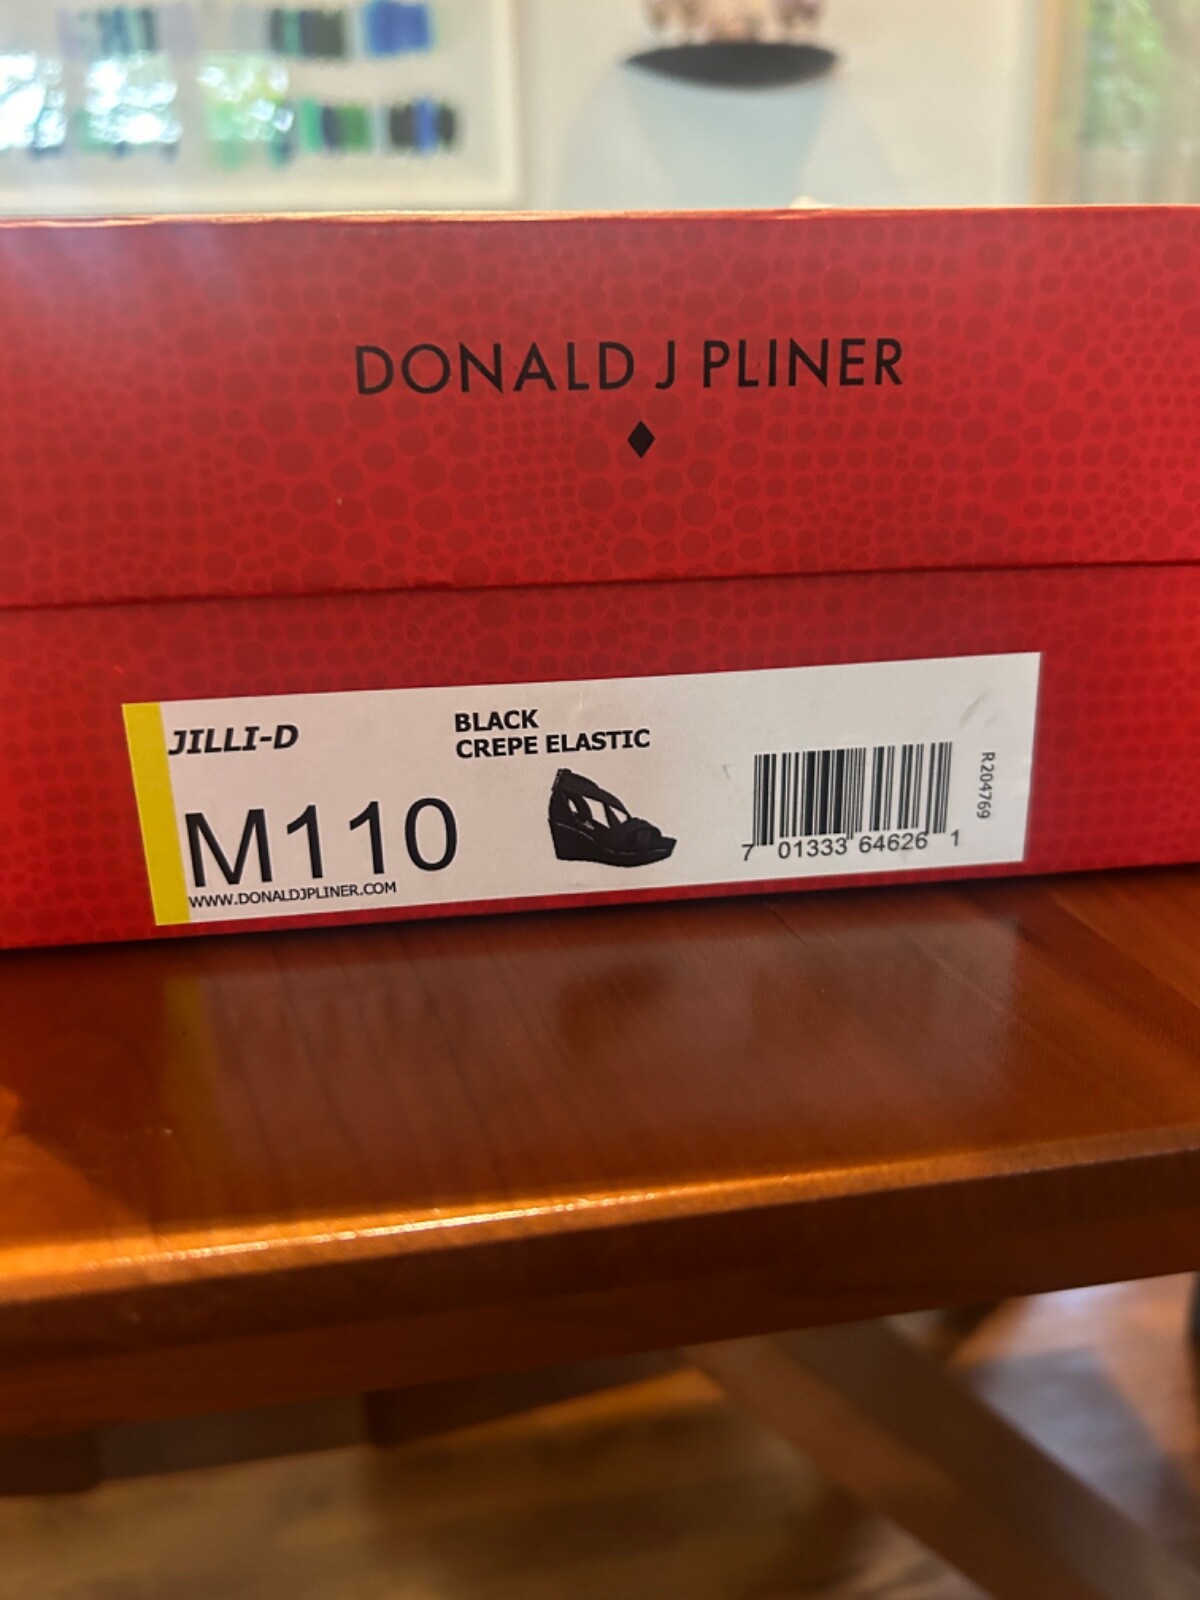 DONALD J PLINER
JILLI-D
BLACK
CREPE ELASTIC
M110
WWW.DONALDJPLINER.COM
7 01333 64626 1
R204769